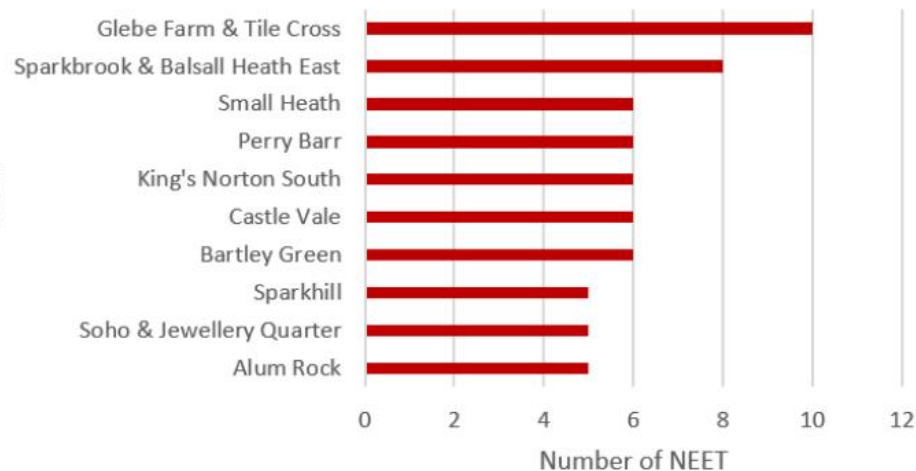 Glebe Farm & Tile Cross
Sparkbrook & Balsall Heath East
Small Heath
Perry Barr
King's Norton South
Castle Vale
Bartley Green
Sparkhill
Soho & Jewellery Quarter
Alum Rock
0 2 4 6 8 10 12
Number of NEET